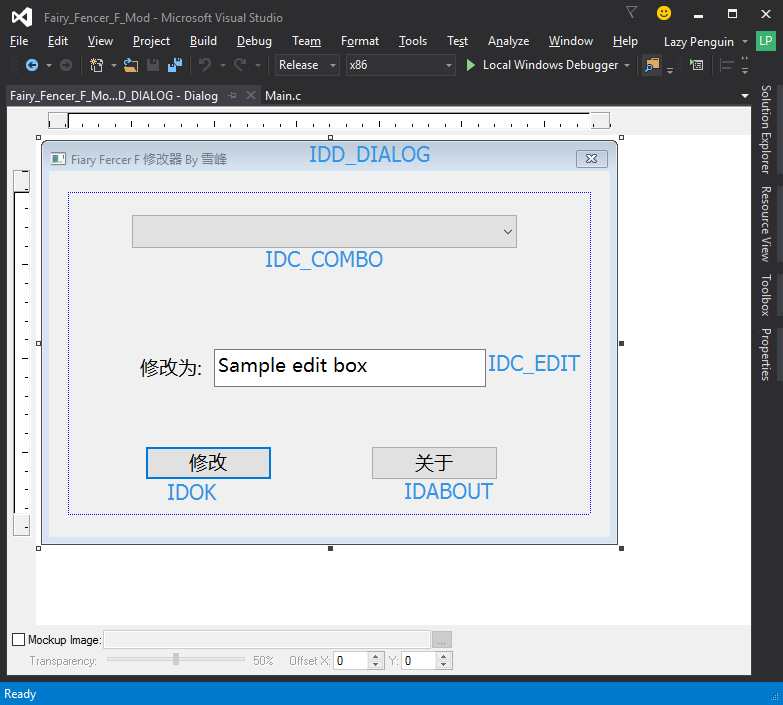 Fairy_Fencer_F_Mod - Microsoft Visual Studio
File Edit View Project Build Debug Team Format Tools Test Analyze Window Help Lazy Penguin LP
Release x86 Local Windows Debugger
Fairy_Fencer_F_Mo...D_DIALOG - Dialog Main.c
Fiary Fercer F 修改器 By 雪峰
IDD_DIALOG
IDC_COMBO
修改为: Sample edit box IDC_EDIT
修改 关于
IDOK IDABOUT
Solution Explorer
Resource View
Toolbox
Properties
Mockup Image: ...
Transparency: 50% Offset X: 0 Y: 0
Ready